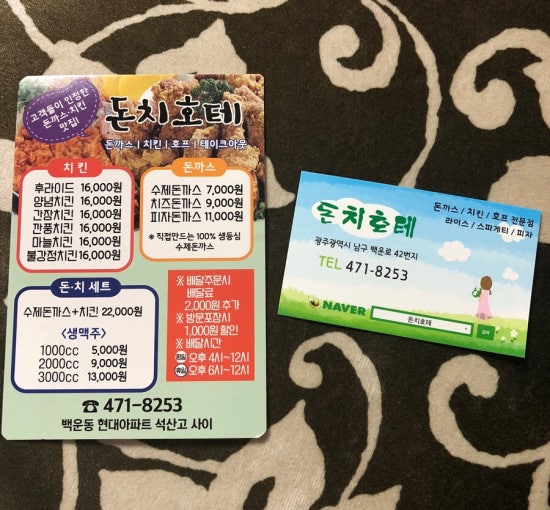 고객들이 인정한
돈까스·치킨
맛집!
돈치호테
돈까스 | 치킨 | 호프 | 테이크아웃
치킨
후라이드 16,000원
양념치킨 16,000원
간장치킨 16,000원
깐풍치킨 16,000원
마늘치킨 16,000원
불갈정치킨 16,000원
돈까스
수제돈까스 7,000원
치즈돈까스 9,000원
피자돈까스 11,000원
* 직접만드는 100% 생등심
수제돈까스
돈·치 세트
수제돈까스+치킨 22,000원
<생맥주>
1000cc 5,000원
2000cc 9,000원
3000cc 13,000원
※ 배달주문시
배달료
2,000원 추가
※ 방문포장시
1,000원 할인
※ 배달시간
오후 4시~12시
오후 6시~12시
☎ 471-8253
백운동 현대아파트 석산고 사이
돈치호테
돈까스 / 치킨 / 호프 전문점
라이스 / 스파게티 / 피자
광주광역시 남구 백운로 42번지
TEL 471-8253
NAVER 돈치호테 검색